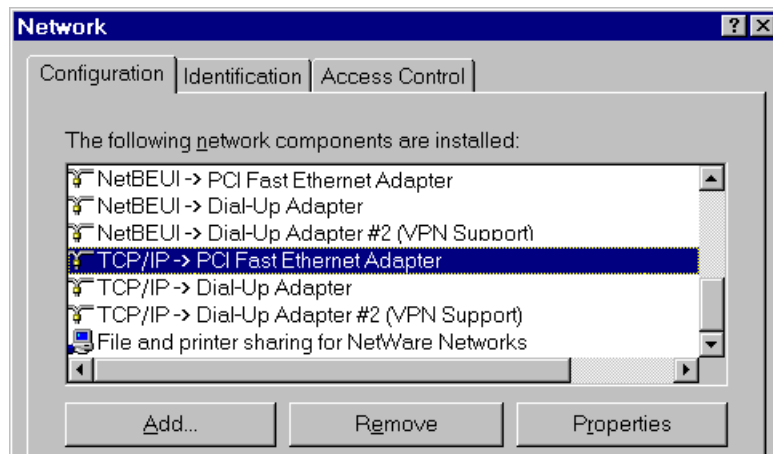 Network
Configuration Identification Access Control
The following network components are installed:
NetBEUI -> PCI Fast Ethernet Adapter
NetBEUI -> Dial-Up Adapter
NetBEUI -> Dial-Up Adapter #2 (VPN Support)
TCP/IP -> PCI Fast Ethernet Adapter
TCP/IP -> Dial-Up Adapter
TCP/IP -> Dial-Up Adapter #2 (VPN Support)
File and printer sharing for NetWare Networks
Add... Remove Properties